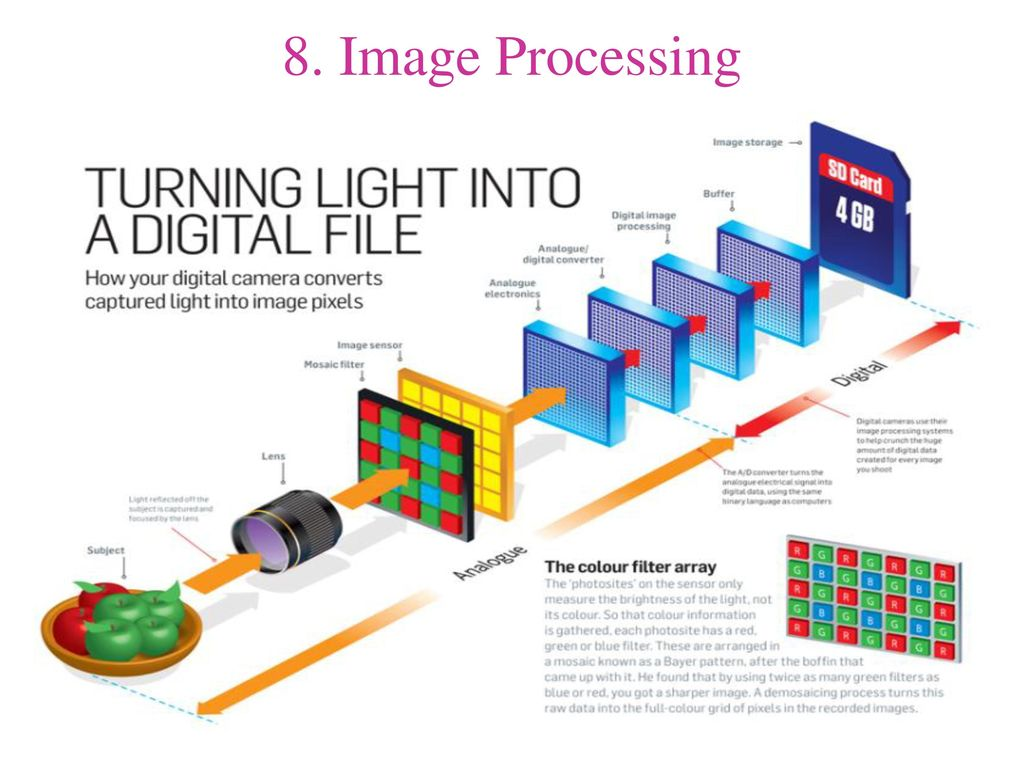 8. Image Processing
TURNING LIGHT INTO
A DIGITAL FILE
How your digital camera converts
captured light into image pixels
Image storage
SD Card
4 GB
Buffer
Digital image
processing
Analogue/
digital converter
Analogue
electronics
Image sensor
Mosaic filter
Lens
Light reflected off the
subject is captured and
focused by the lens
Subject
Analogue
Digital
Digital cameras use their
image processing systems
to help crunch the huge
amount of digital data
created for every image
you shoot
The A/D converter turns the
analogue electrical signal into
digital data, using the same
binary language as computers
The colour filter array
The 'photosites' on the sensor only
measure the brightness of the light, not
its colour. So that colour information
is gathered, each photosite has a red,
green or blue filter. These are arranged in
a mosaic known as a Bayer pattern, after the boffin that
came up with it. He found that by using twice as many green filters as
blue or red, you got a sharper image. A demosaicing process turns this
raw data into the full-colour grid of pixels in the recorded images.
R G R G R G R
G B G B G B G
R G R G R G R
G B G B G B G
R G R G R G R